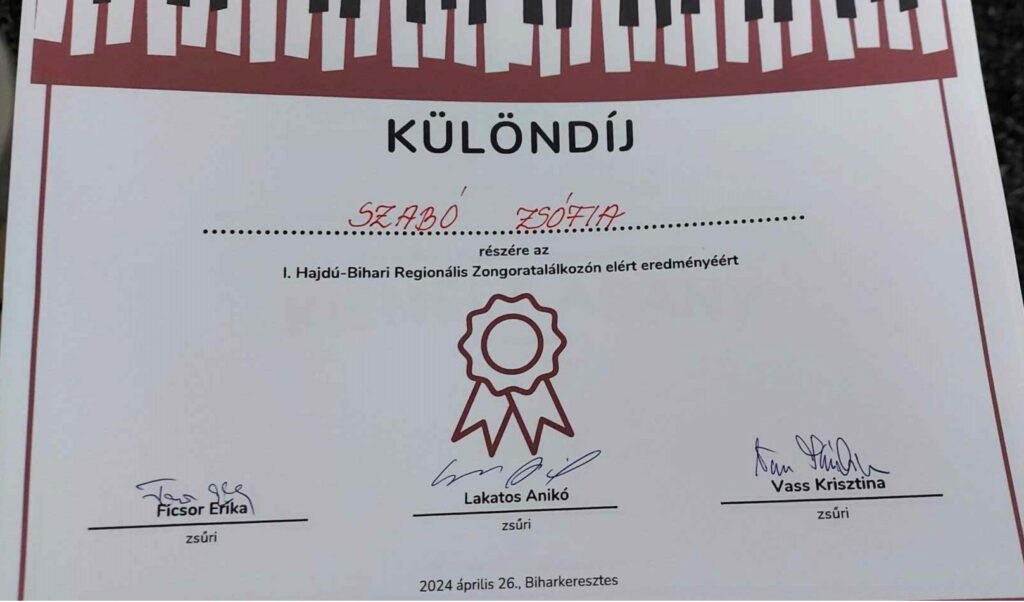 KÜLÖNDÍJ
SZABÓ ZSÓFIA
részére az
I. Hajdú-Bihari Regionális Zongoratalálkozón elért eredményéért
Ficsor Erika
zsűri
Lakatos Anikó
zsűri
Vass Krisztina
zsűri
2024 április 26., Biharkeresztes